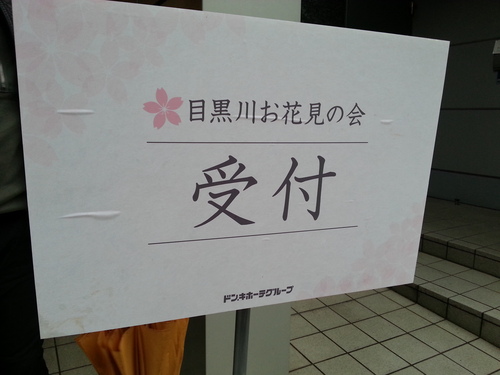 目黒川お花見の会
受付
ドン.キホーテグループ